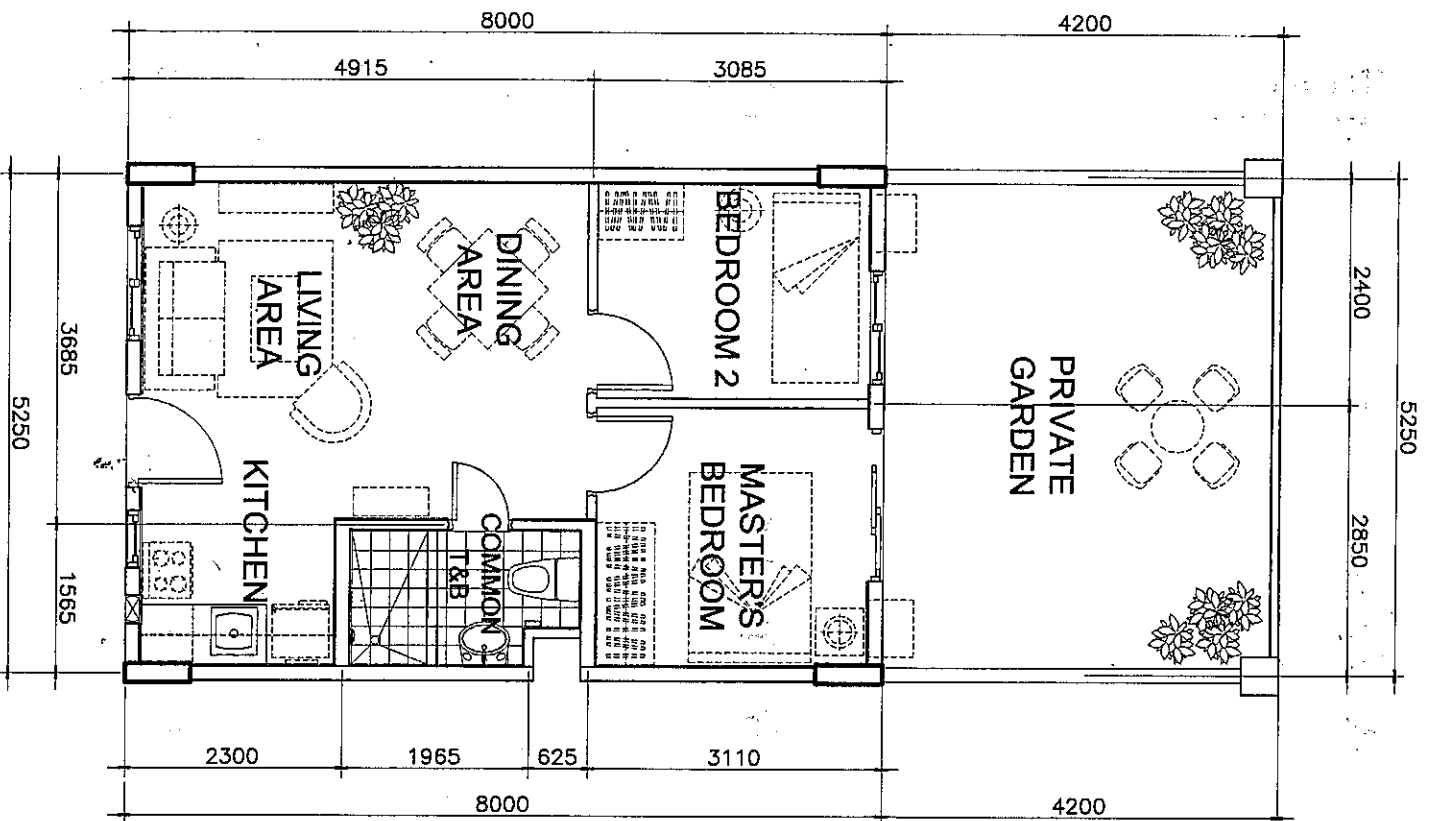 8000
4200
4915
3085
DINING
AREA
LIVING
AREA
BEDROOM 2
PRIVATE
GARDEN
KITCHEN
COMMON
T&B
MASTERS
BEDROOM
3685
1565
5250
2400
2850
5250
2300
1965
625
3110
8000
4200